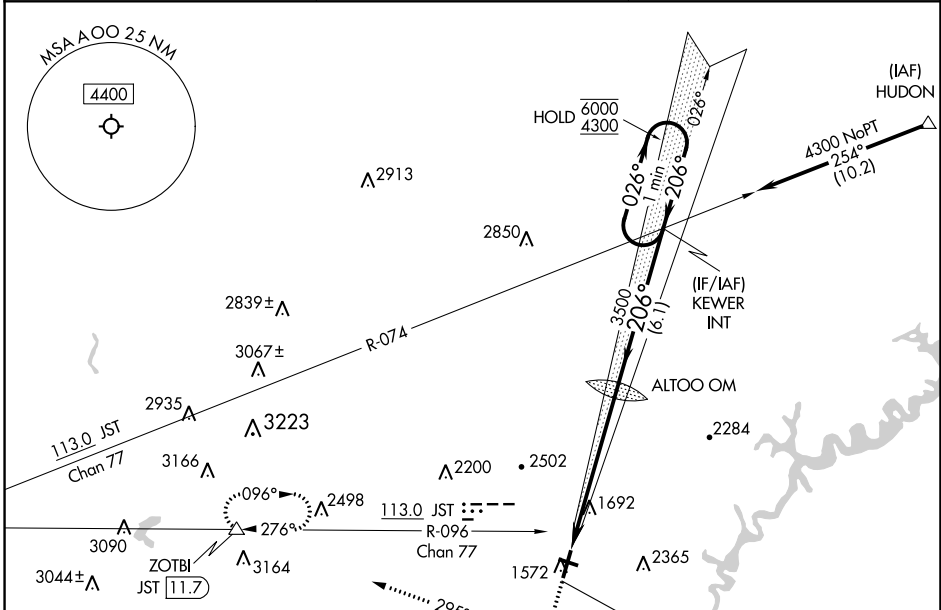 MSA AOO 25 NM
4400
(IAF)
HUDON
HOLD 6000
4300
026°
4300 NoPT
254°
(10.2)
026°
1 min
206°
2913
2850
(IF/IAF)
KEWER
INT
3500
206°
(6.1)
2839±
R-074
3067±
ALTOO OM
2935
3223
2284
113.0 JST
Chan 77
3166
2200
2502
096°
2498
113.0 JST
R-096
Chan 77
1692
276°
3090
ZOTBI
JST 11.7
3164
1572
2365
3044±